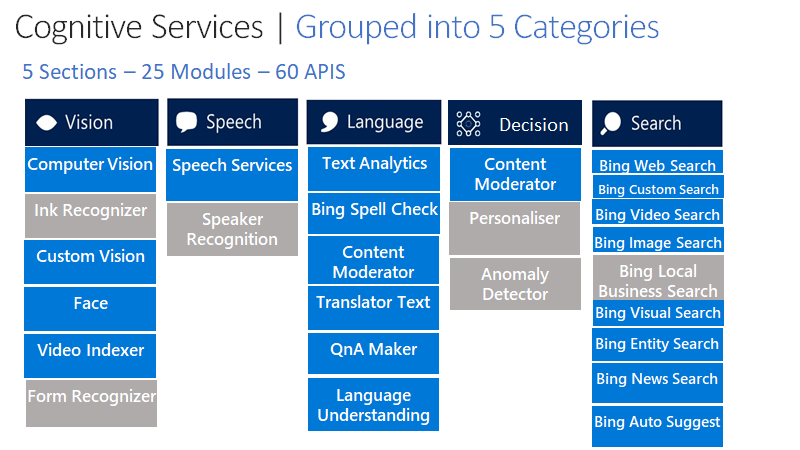 Cognitive Services | Grouped into 5 Categories
5 Sections – 25 Modules – 60 APIS
Vision
Computer Vision
Ink Recognizer
Custom Vision
Face
Video Indexer
Form Recognizer
Speech
Speech Services
Speaker
Recognition
Language
Text Analytics
Bing Spell Check
Content
Moderator
Translator Text
QnA Maker
Language
Understanding
Decision
Content
Moderator
Personaliser
Anomaly
Detector
Search
Bing Web Search
Bing Custom Search
Bing Video Search
Bing Image Search
Bing Local
Business Search
Bing Visual Search
Bing Entity Search
Bing News Search
Bing Auto Suggest